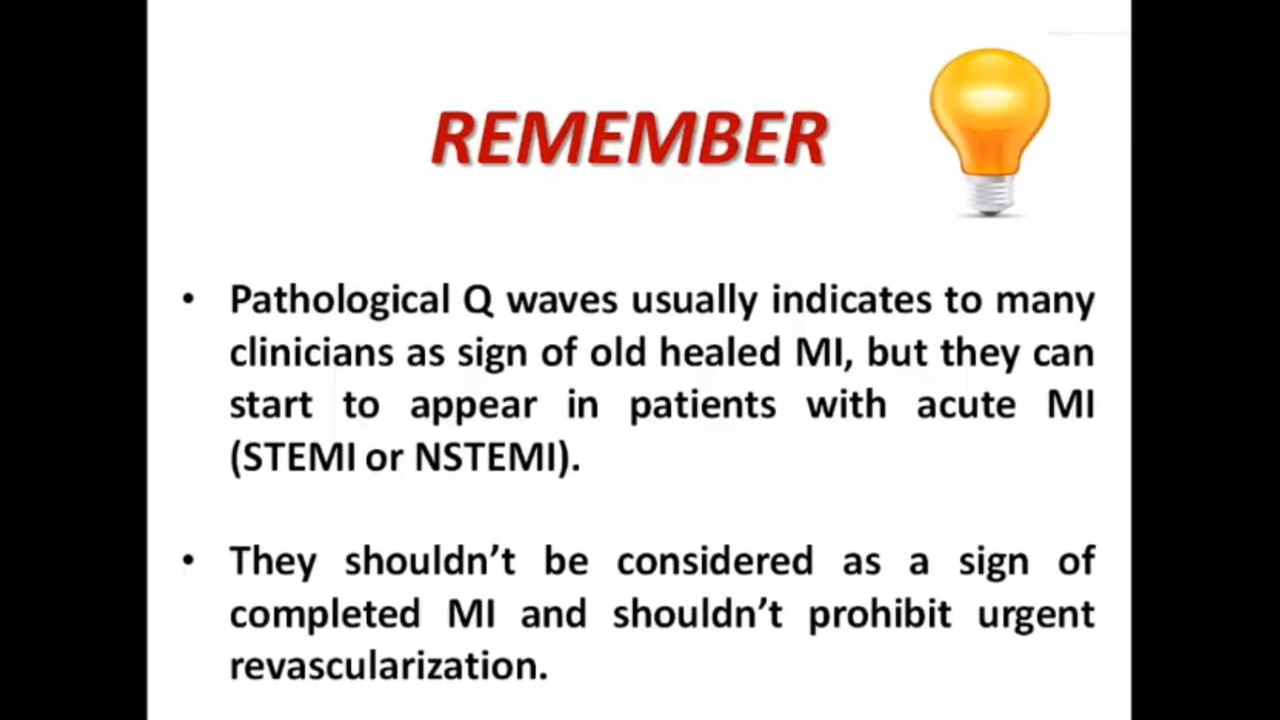 REMEMBER
• Pathological Q waves usually indicates to many
clinicians as sign of old healed MI, but they can
start to appear in patients with acute MI
(STEMI or NSTEMI).
• They shouldn’t be considered as a sign of
completed MI and shouldn’t prohibit urgent
revascularization.